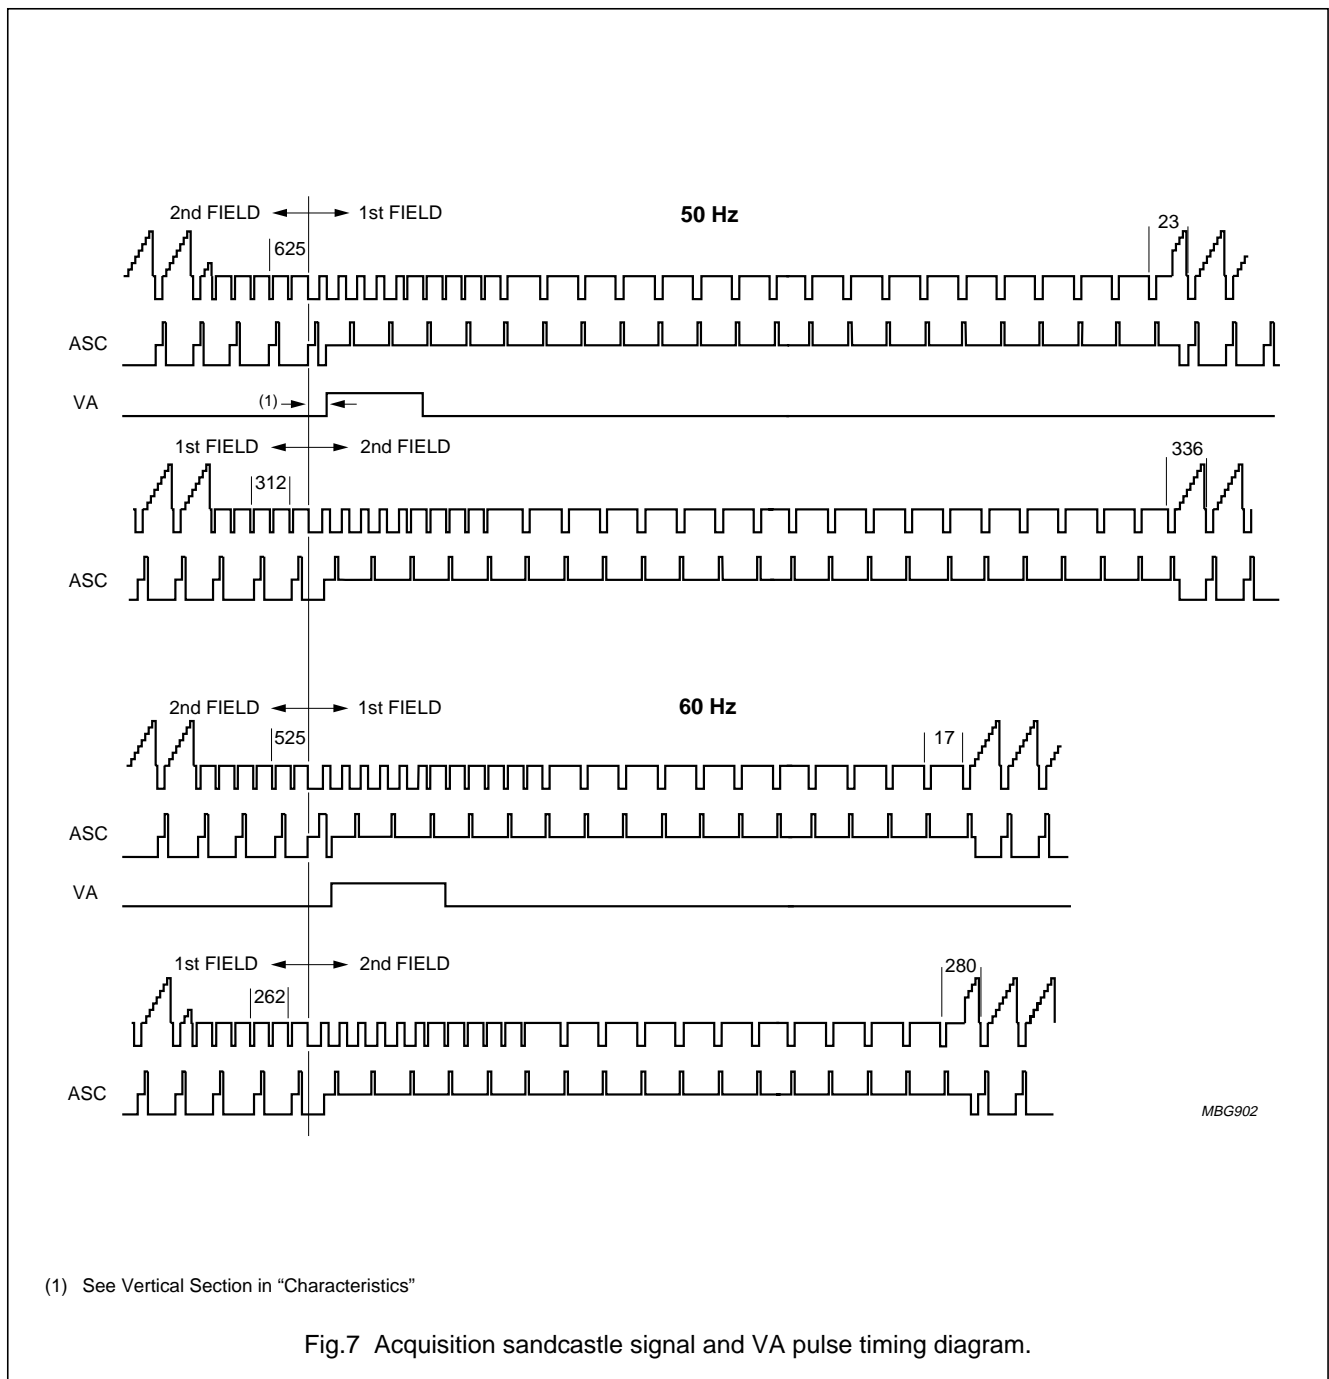 2nd FIELD 1st FIELD 50 Hz 23
625
ASC
VA (1)
1st FIELD 2nd FIELD 336
312
ASC
2nd FIELD 1st FIELD 60 Hz
525 17
ASC
VA
1st FIELD 2nd FIELD 280
262
ASC
MBG902
(1) See Vertical Section in “Characteristics”
Fig.7 Acquisition sandcastle signal and VA pulse timing diagram.